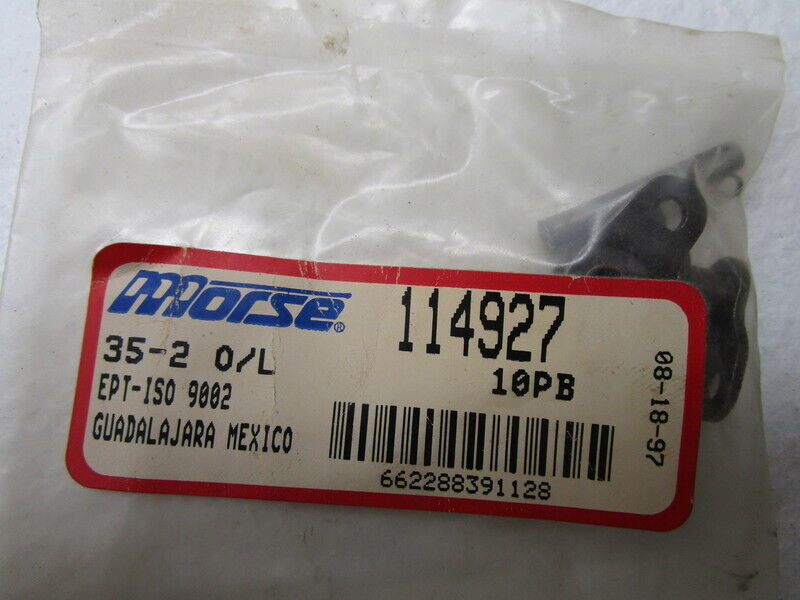 morse®
114927
35-2 O/L
10PB
EPT-ISO 9002
GUADALAJARA MEXICO
662288391128
08-18-97